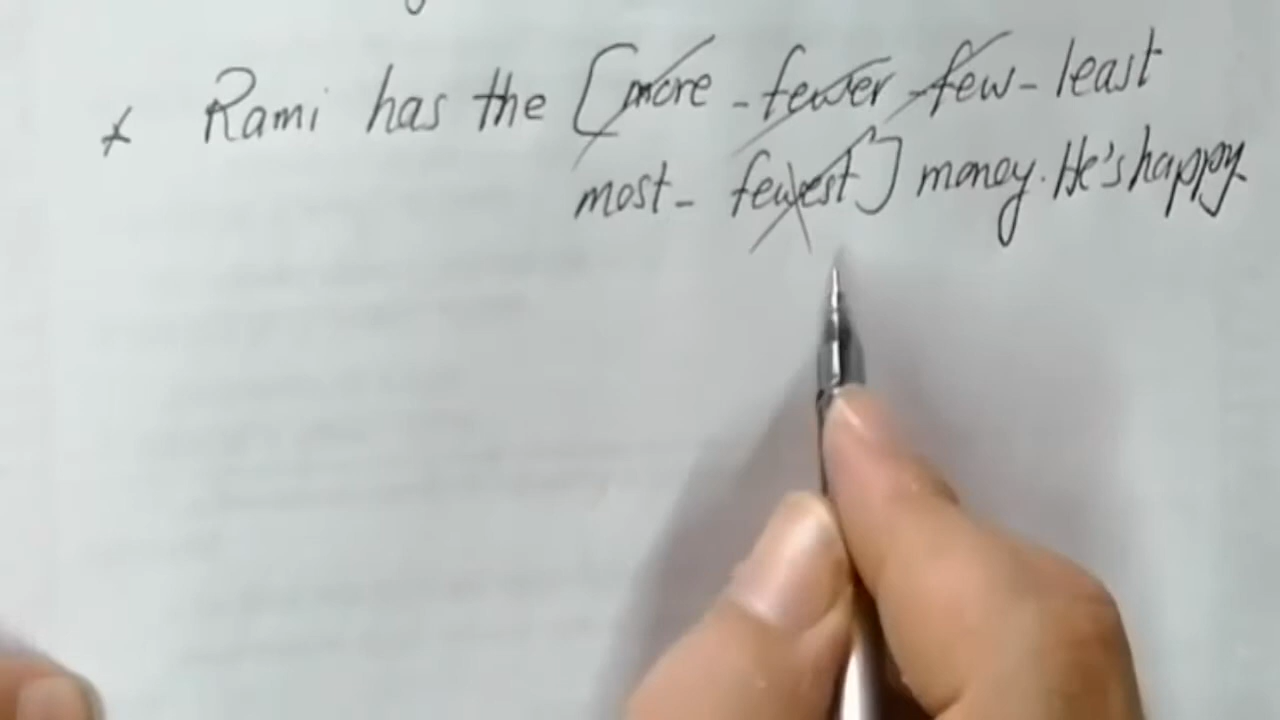 × Rami has the [more - fewer - few - least
most - fewest] money. He's happy.